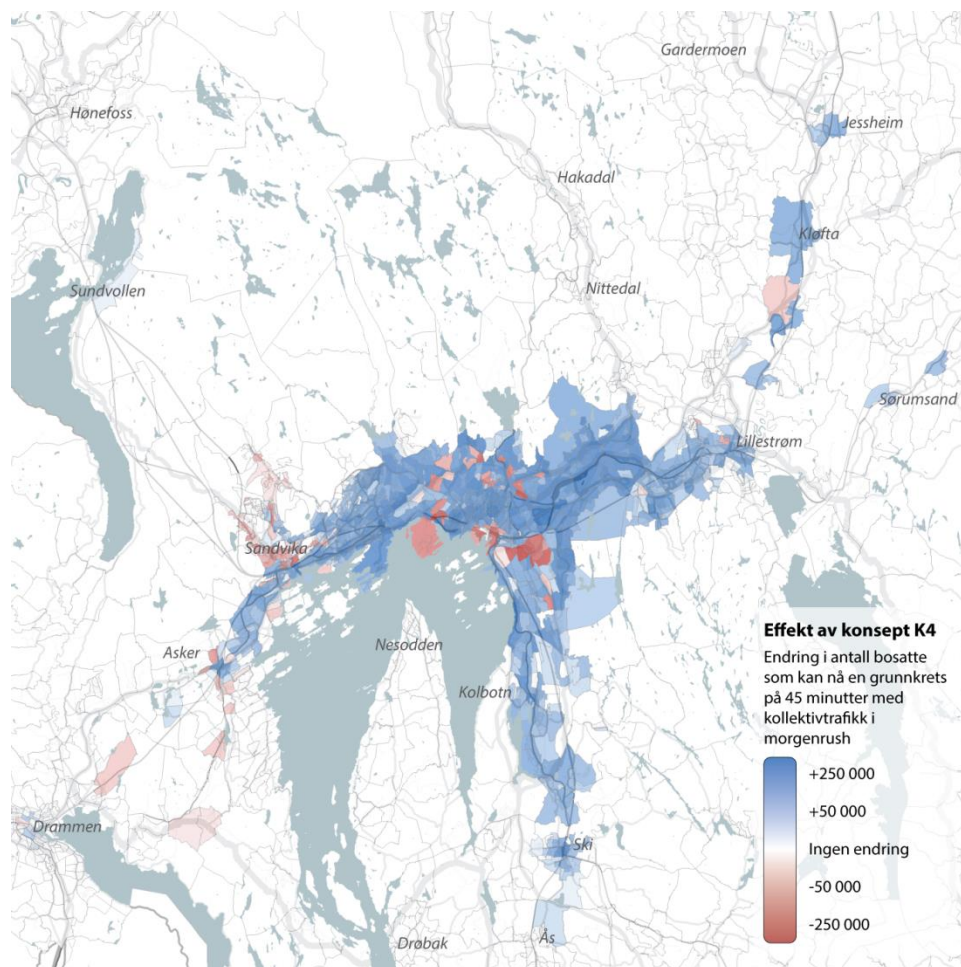 Gardermoen
Hønefoss
Jessheim
Hakadal
Kløfta
Nittedal
Sundvollen
Sørumsand
Lillestrøm
Sandvika
Asker
Nesodden
Kolbotn
Drammen
Ski
Ås
Drøbak
Effekt av konsept K4
Endring i antall bosatte
som kan nå en grunnkrets
på 45 minutter med
kollektivtrafikk i
morgenrush
+250 000
+50 000
Ingen endring
-50 000
-250 000